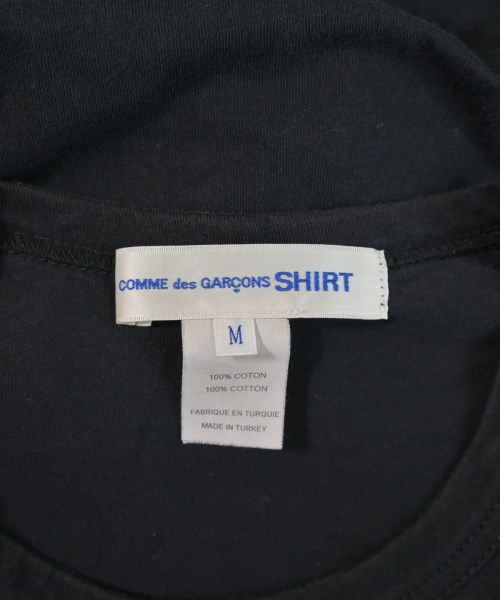 COMME des GARÇONS SHIRT
M
100% COTON
100% COTTON
FABRIQUE EN TURQUIE
MADE IN TURKEY